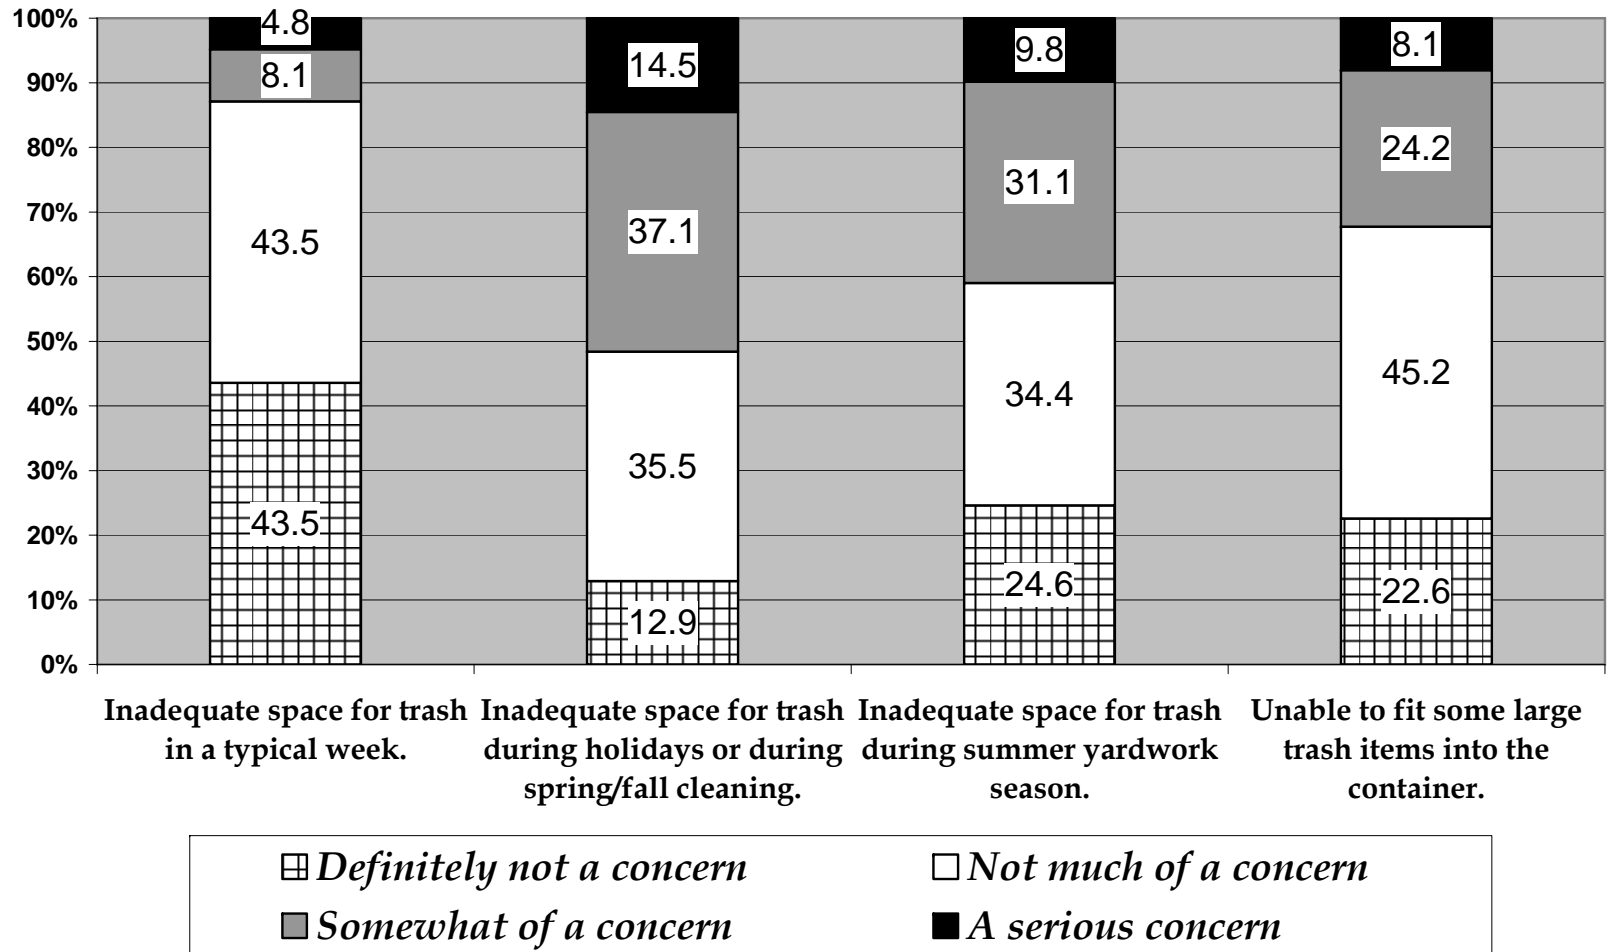 100%
90%
80%
70%
60%
50%
40%
30%
20%
10%
0%
4.8
8.1
43.5
43.5
14.5
37.1
35.5
12.9
9.8
31.1
34.4
24.6
8.1
24.2
45.2
22.6
Inadequate space for trash
in a typical week.
Inadequate space for trash
during holidays or during
spring/fall cleaning.
Inadequate space for trash
during summer yardwork
season.
Unable to fit some large
trash items into the
container.
Definitely not a concern
Not much of a concern
Somewhat of a concern
A serious concern